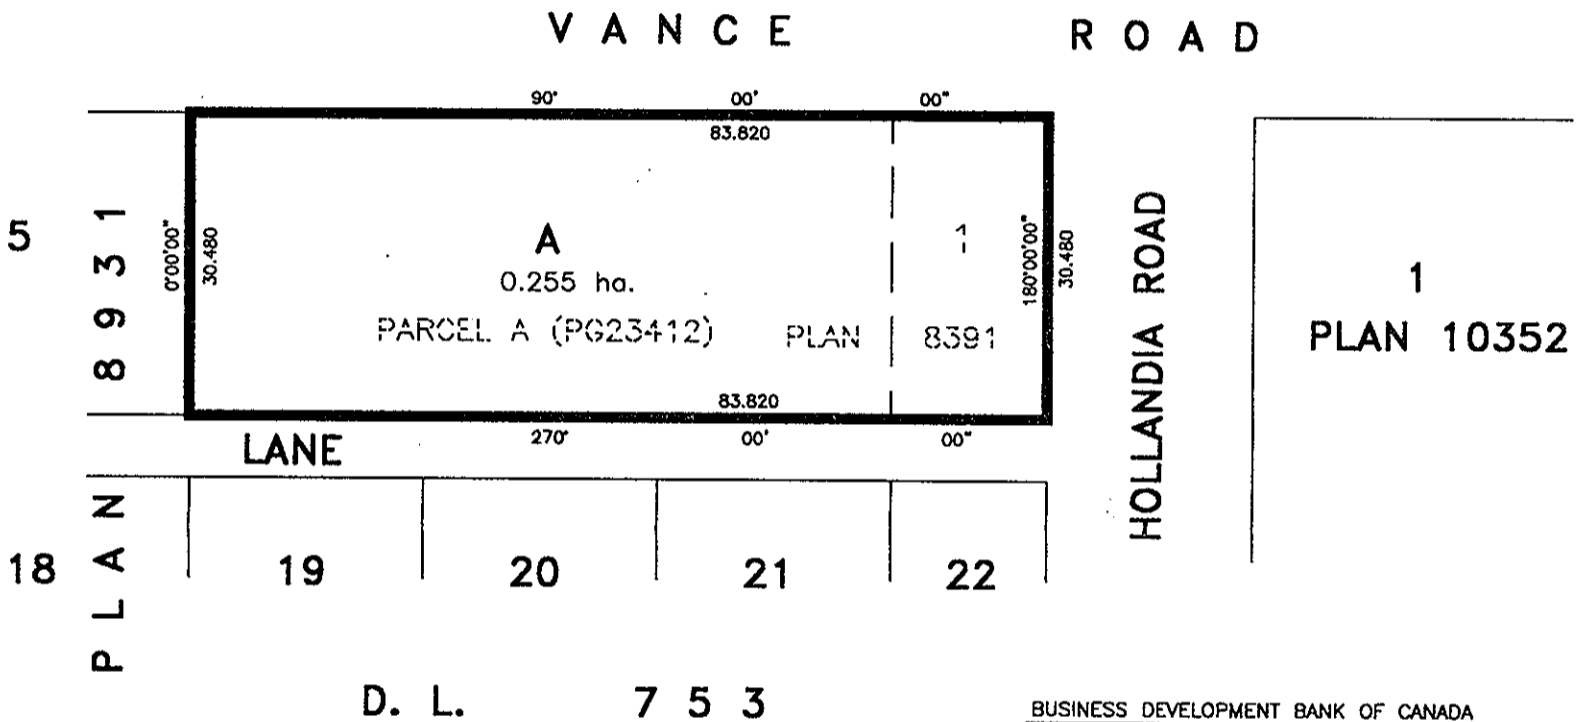 VANCE ROAD
90° 00' 00"
83.820
5
PLAN 8931
0°00'00"
30.480
A
0.255 ha.
PARCEL A (PG23412) PLAN 8391
1
180°00'00"
30.480
HOLLANDIA ROAD
1
PLAN 10352
83.820
270° 00' 00"
LANE
18 19 20 21 22
D. L. 753
BUSINESS DEVELOPMENT BANK OF CANADA